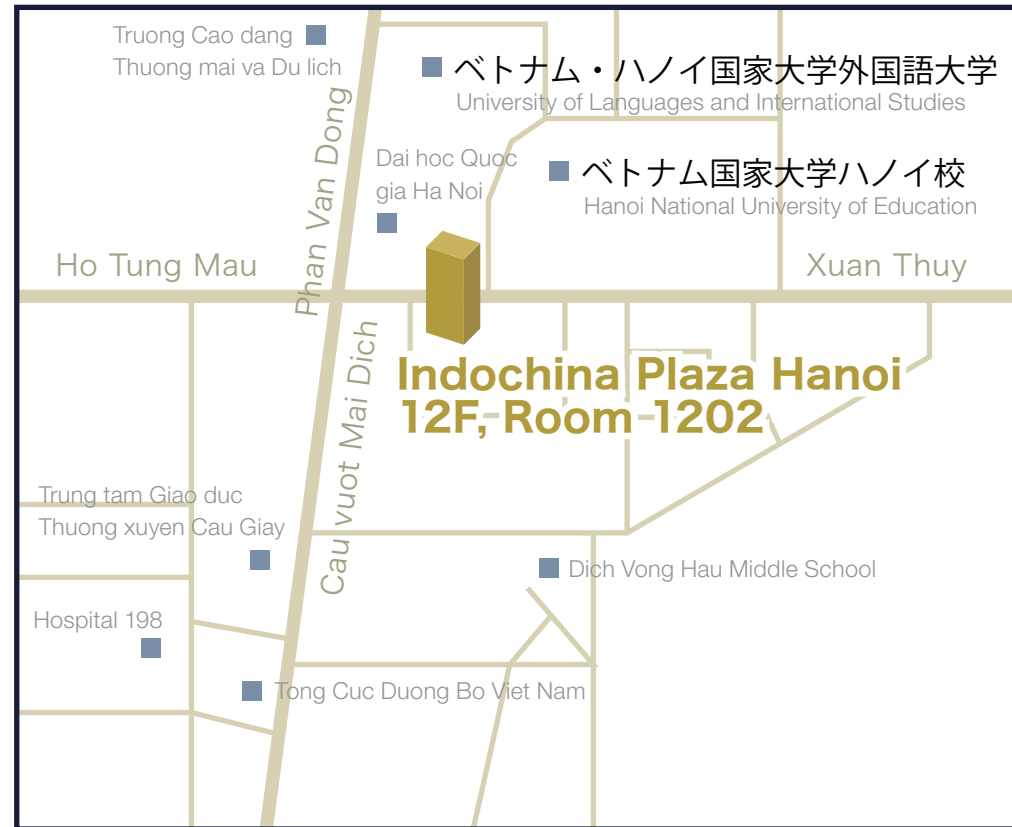 Truong Cao dang
Thuong mai va Du lich
ベトナム・ハノイ国家大学外国語大学
University of Languages and International Studies
Phan Van Dong
Dai hoc Quoc
gia Ha Noi
ベトナム国家大学ハノイ校
Hanoi National University of Education
Ho Tung Mau
Xuan Thuy
Indochina Plaza Hanoi
12F, Room 1202
Cau vuot Mai Dich
Trung tam Giao duc
Thuong xuyen Cau Giay
Dich Vong Hau Middle School
Hospital 198
Tong Cuc Duong Bo Viet Nam